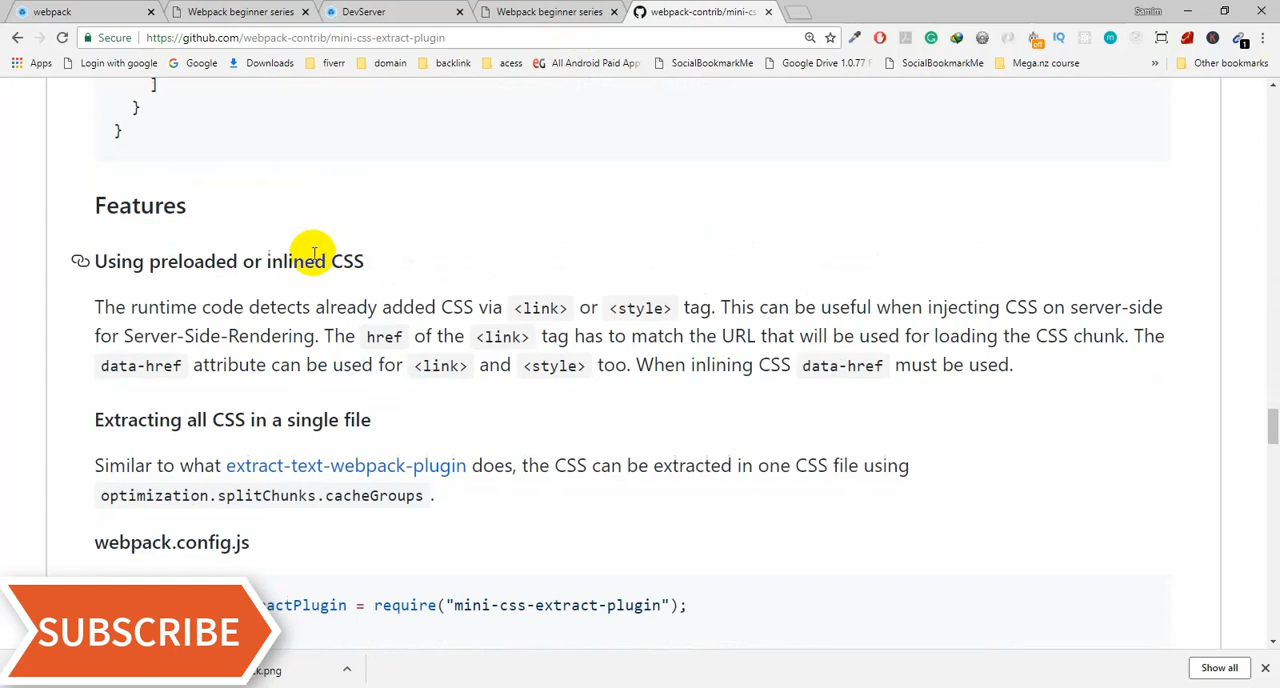 webpack
Webpack beginner series
DevServer
Webpack beginner series
webpack-contrib/mini-cs
Samim
Secure
https://github.com/webpack-contrib/mini-css-extract-plugin
off
IQ
m
K
1
Apps
Login with google
Google
Downloads
fiverr
domain
backlink
acess
All Android Paid App
SocialBookmarkMe
Google Drive 1.0.77
SocialBookmarkMe
Mega.nz course
»
Other bookmarks
]
}
}
Features
Using preloaded or inlined CSS
The runtime code detects already added CSS via <link> or <style> tag. This can be useful when injecting CSS on server-side
for Server-Side-Rendering. The href of the <link> tag has to match the URL that will be used for loading the CSS chunk. The
data-href attribute can be used for <link> and <style> too. When inlining CSS data-href must be used.
Extracting all CSS in a single file
Similar to what extract-text-webpack-plugin does, the CSS can be extracted in one CSS file using
optimization.splitChunks.cacheGroups .
webpack.config.js
actPlugin = require("mini-css-extract-plugin");
SUBSCRIBE
k.png
Show all